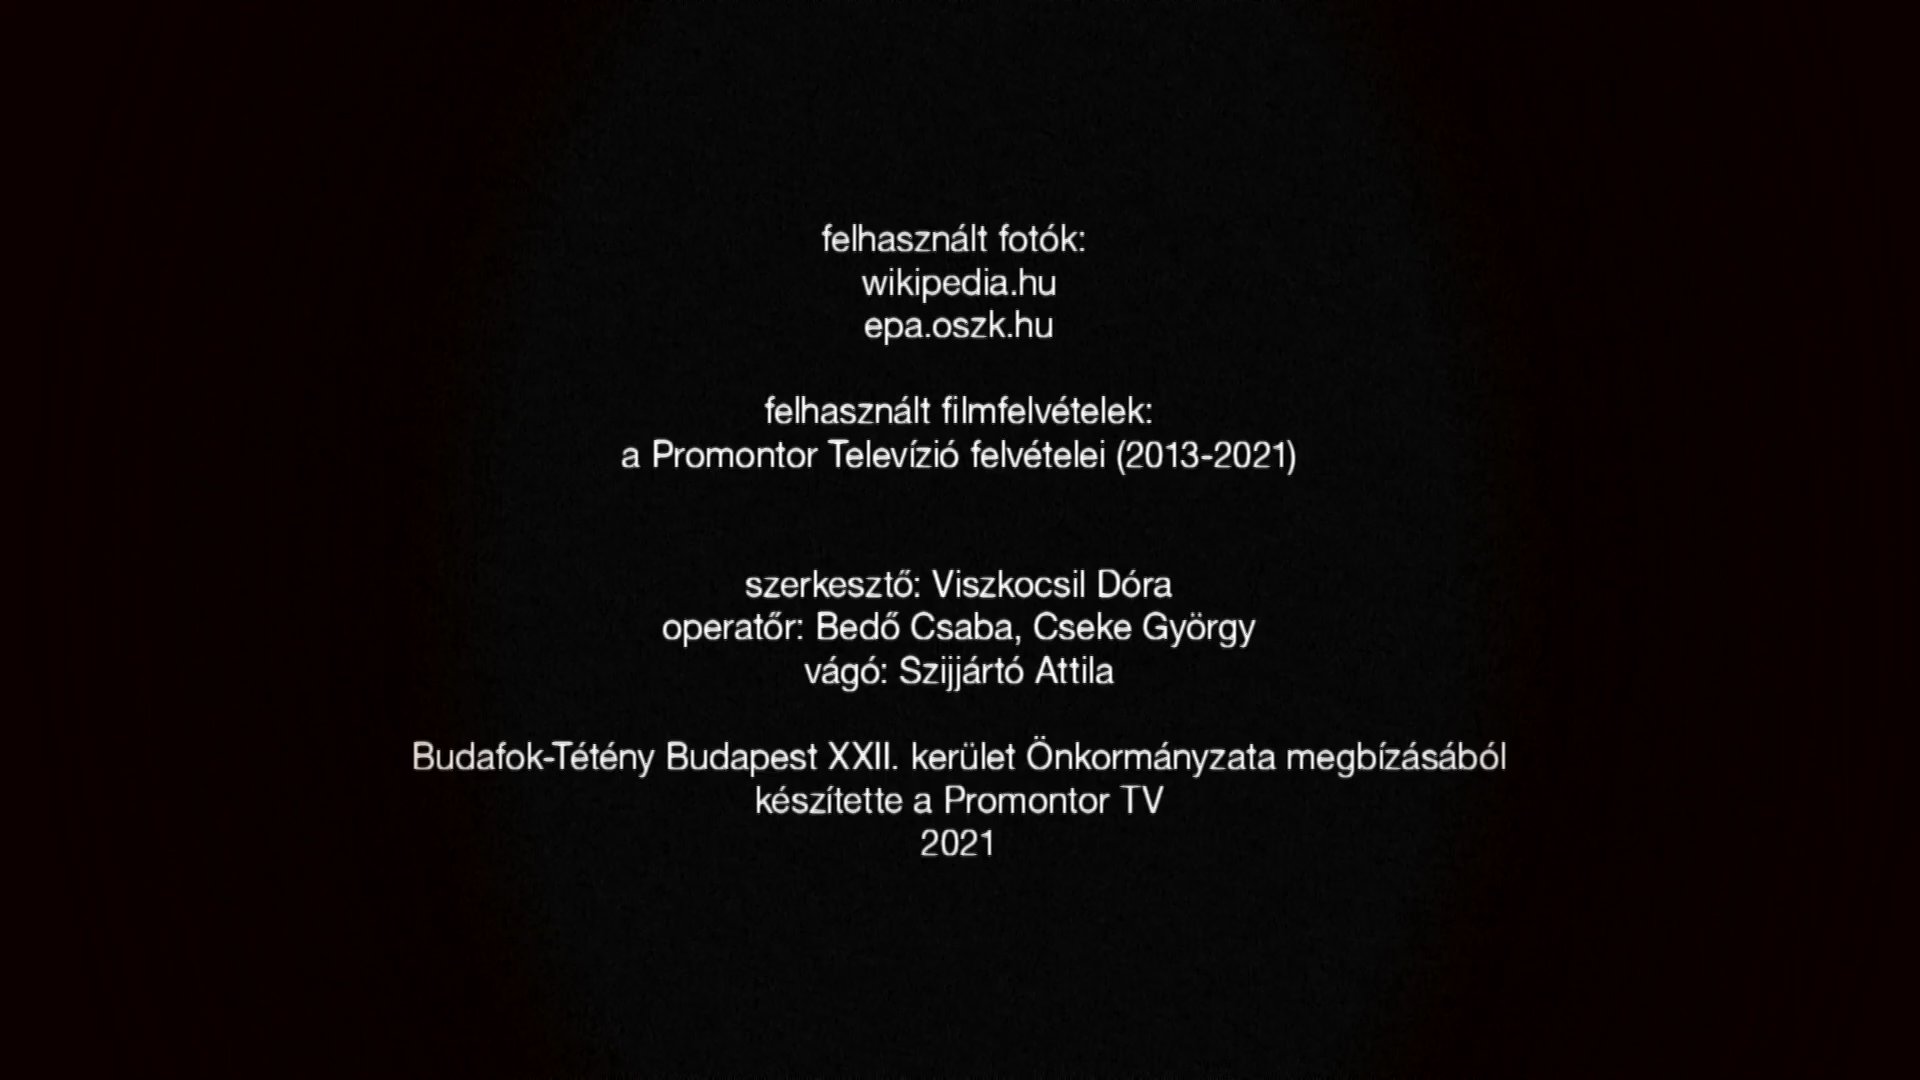 felhasznált fotók:
wikipedia.hu
epa.oszk.hu
felhasznált filmfelvételek:
a Promontor Televízió felvételei (2013-2021)
szerkesztő: Viszkocsil Dóra
operatőr: Bedő Csaba, Cseke György
vágó: Szijjártó Attila
Budafok-Tétény Budapest XXII. kerület Önkormányzata megbízásából
készítette a Promontor TV
2021